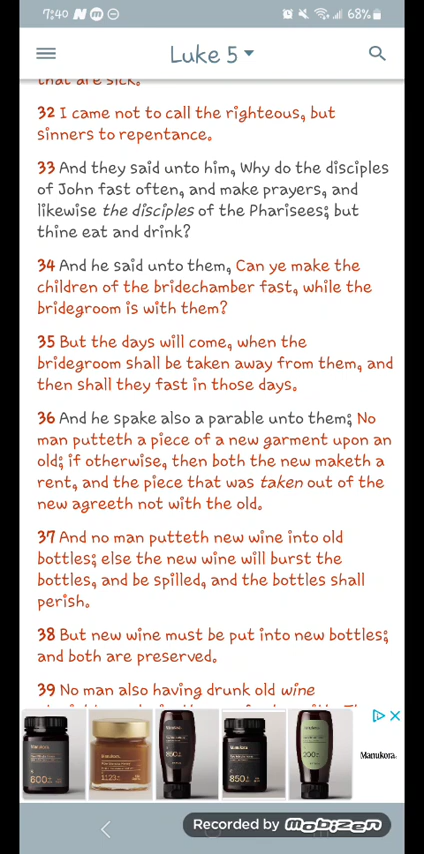 7:40 N m
68%
Luke 5
that are sick.
32 I came not to call the righteous, but
sinners to repentance.
33 And they said unto him, Why do the disciples
of John fast often, and make prayers, and
likewise the disciples of the Pharisees; but
thine eat and drink?
34 And he said unto them, Can ye make the
children of the bridechamber fast, while the
bridegroom is with them?
35 But the days will come, when the
bridegroom shall be taken away from them, and
then shall they fast in those days.
36 And he spake also a parable unto them; No
man putteth a piece of a new garment upon an
old; if otherwise, then both the new maketh a
rent, and the piece that was taken out of the
new agreeth not with the old.
37 And no man putteth new wine into old
bottles; else the new wine will burst the
bottles, and be spilled, and the bottles shall
perish.
38 But new wine must be put into new bottles;
and both are preserved.
39 No man also having drunk old wine
MANUKORA
Recorded by mobizen